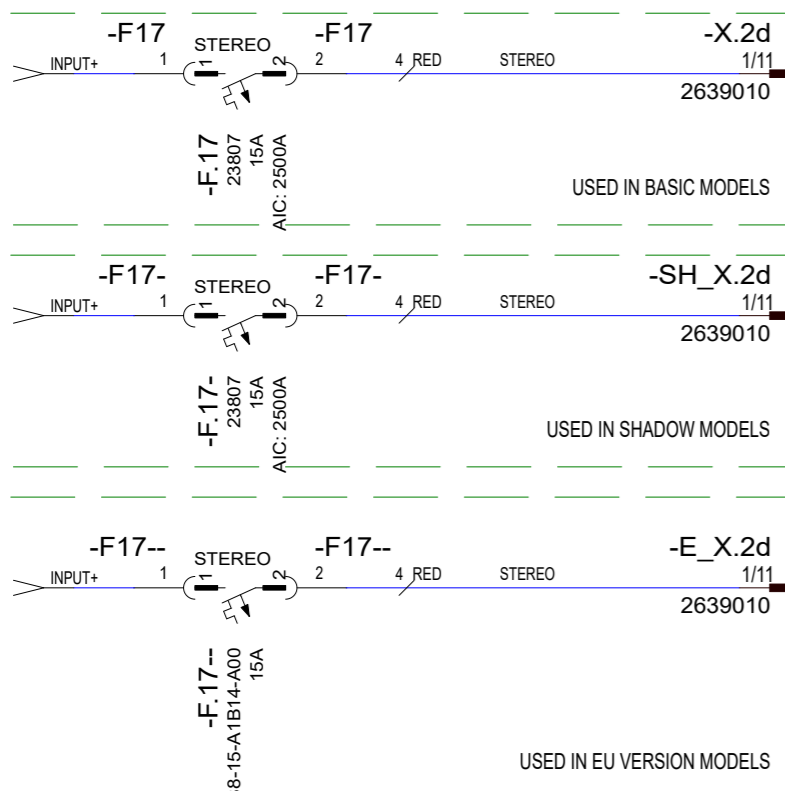 -F17 STEREO -F17 -X.2d
INPUT+ 1 1 2 2 4 RED STEREO 1/11
2639010
-F.17
23807
15A
AIC: 2500A
USED IN BASIC MODELS
-F17- STEREO -F17- -SH_X.2d
INPUT+ 1 1 2 2 4 RED STEREO 1/11
2639010
-F.17-
23807
15A
AIC: 2500A
USED IN SHADOW MODELS
-F17-- STEREO -F17-- -E_X.2d
INPUT+ 1 1 2 2 4 RED STEREO 1/11
2639010
-F.17--
8-15-A1B14-A00
15A
USED IN EU VERSION MODELS